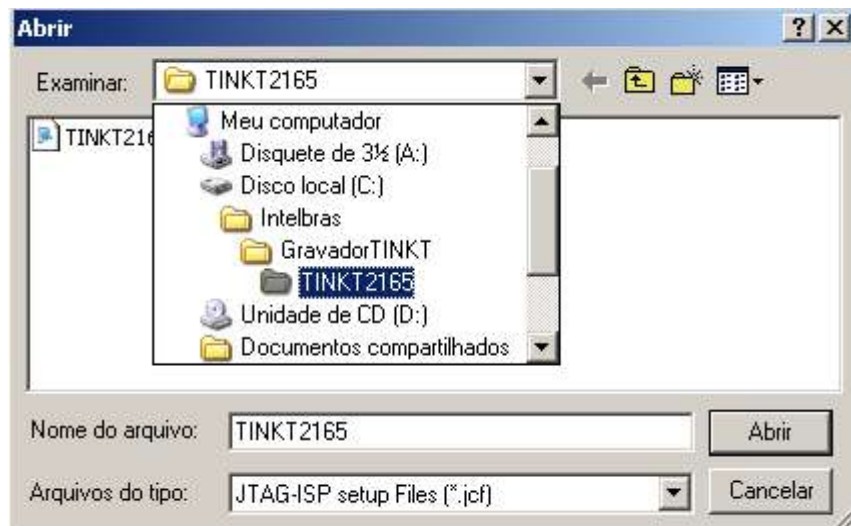 Abrir
Examinar: TINKT2165
Meu computador
TINKT216
Disquete de 3½ (A:)
Disco local (C:)
Intelbras
GravadorTINKT
TINKT2165
Unidade de CD (D:)
Documentos compartilhados
Nome do arquivo: TINKT2165 Abrir
Arquivos do tipo: JTAG-ISP setup Files (*.jcf) Cancelar